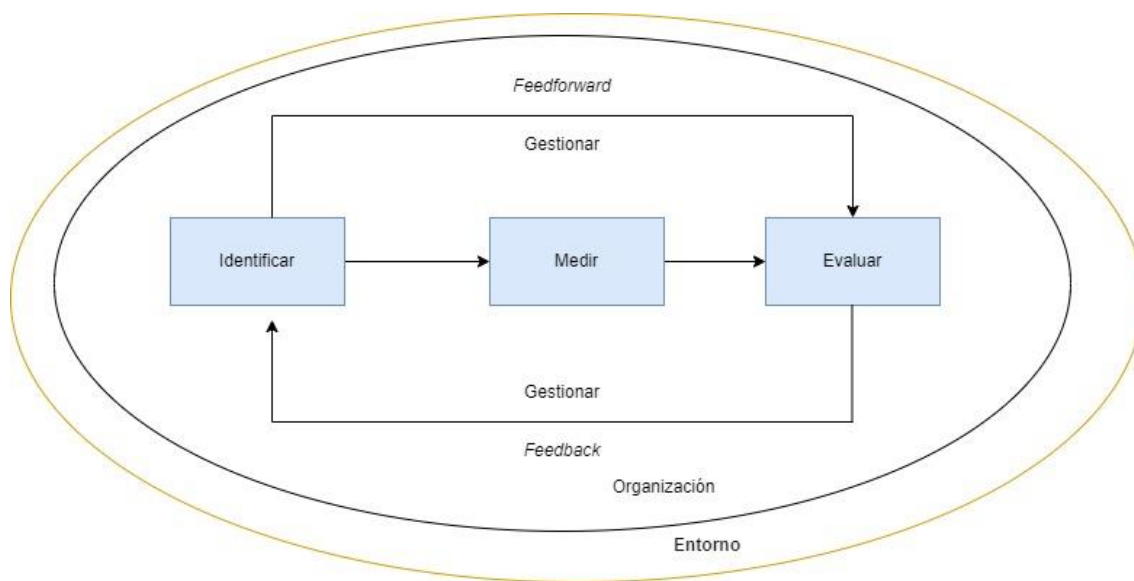 Feedforward
Gestionar
Identificar
Medir
Evaluar
Gestionar
Feedback
Organización
Entorno